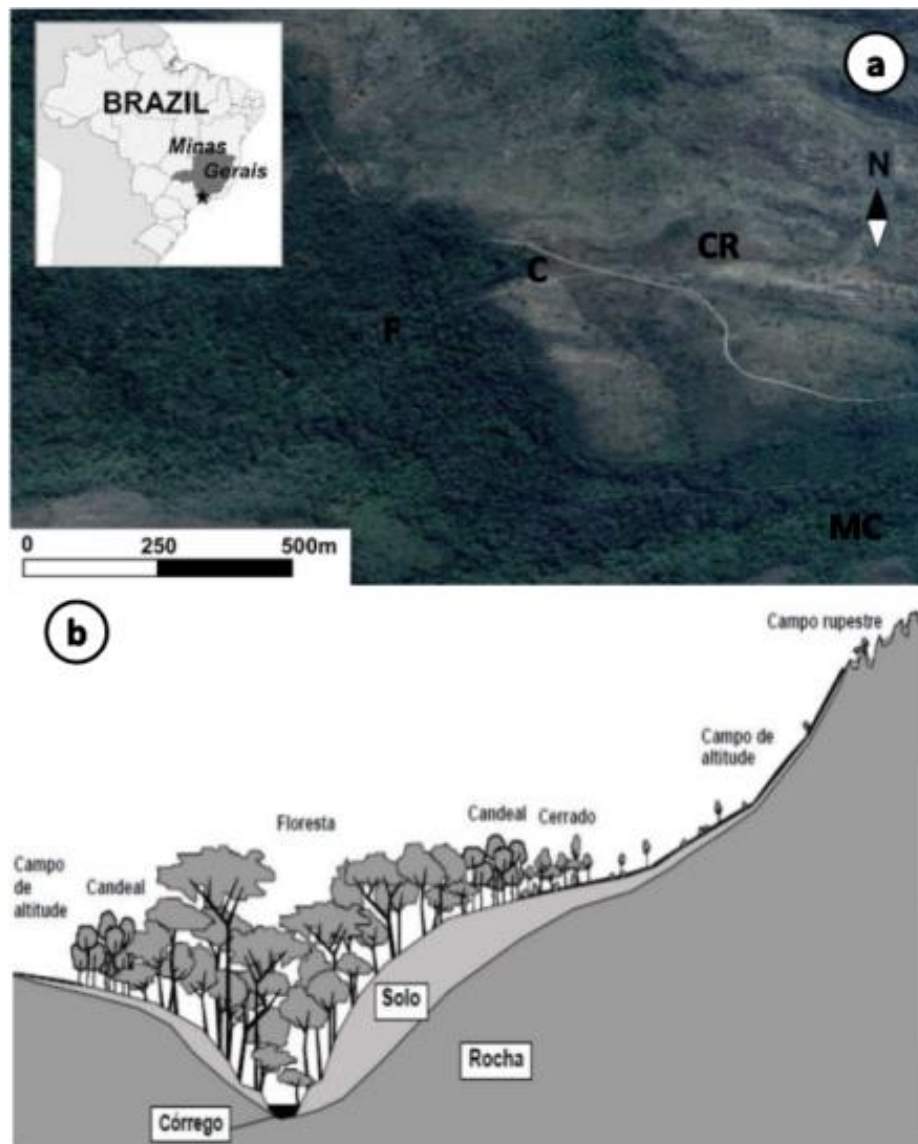 a
BRAZIL
Minas
Gerais
N
CR
C
F
MC
0 250 500m
b
Campo rupestre
Campo de
altitude
Candeal Cerrado
Floresta
Campo
de
altitude
Candeal
Solo
Rocha
Córrego